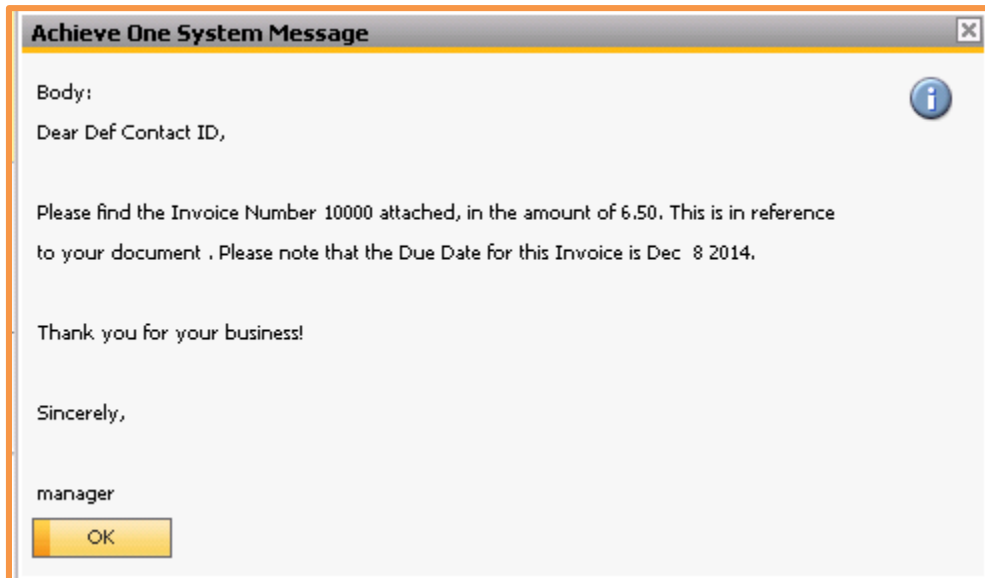 Achieve One System Message
Body:
Dear Def Contact ID,
Please find the Invoice Number 10000 attached, in the amount of 6.50. This is in reference
to your document . Please note that the Due Date for this Invoice is Dec  8 2014.
Thank you for your business!
Sincerely,
manager
OK